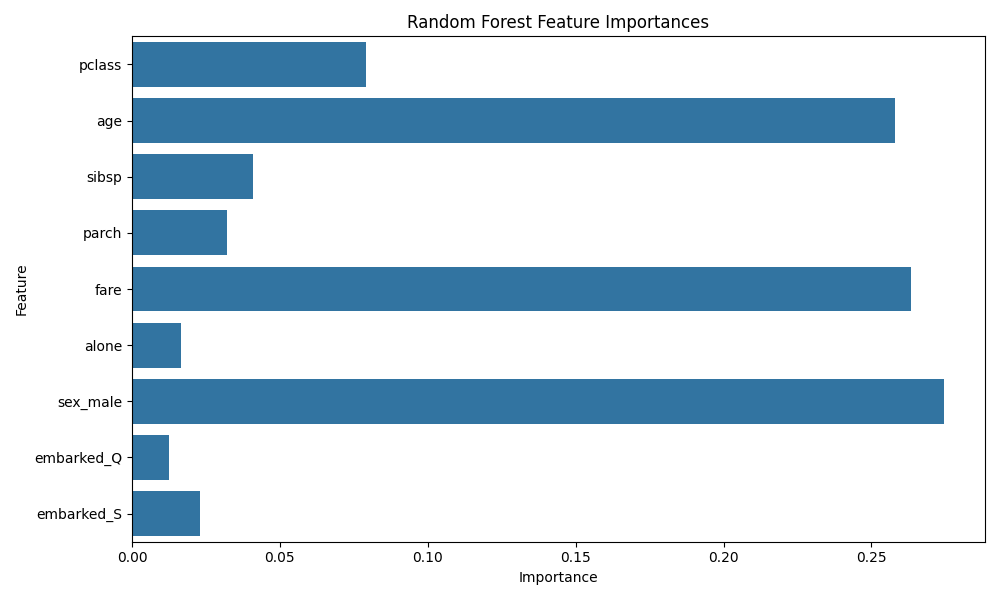 Random Forest Feature Importances
pclass
age
sibsp
parch
fare
alone
sex_male
embarked_Q
embarked_S
Feature
0.00 0.05 0.10 0.15 0.20 0.25
Importance